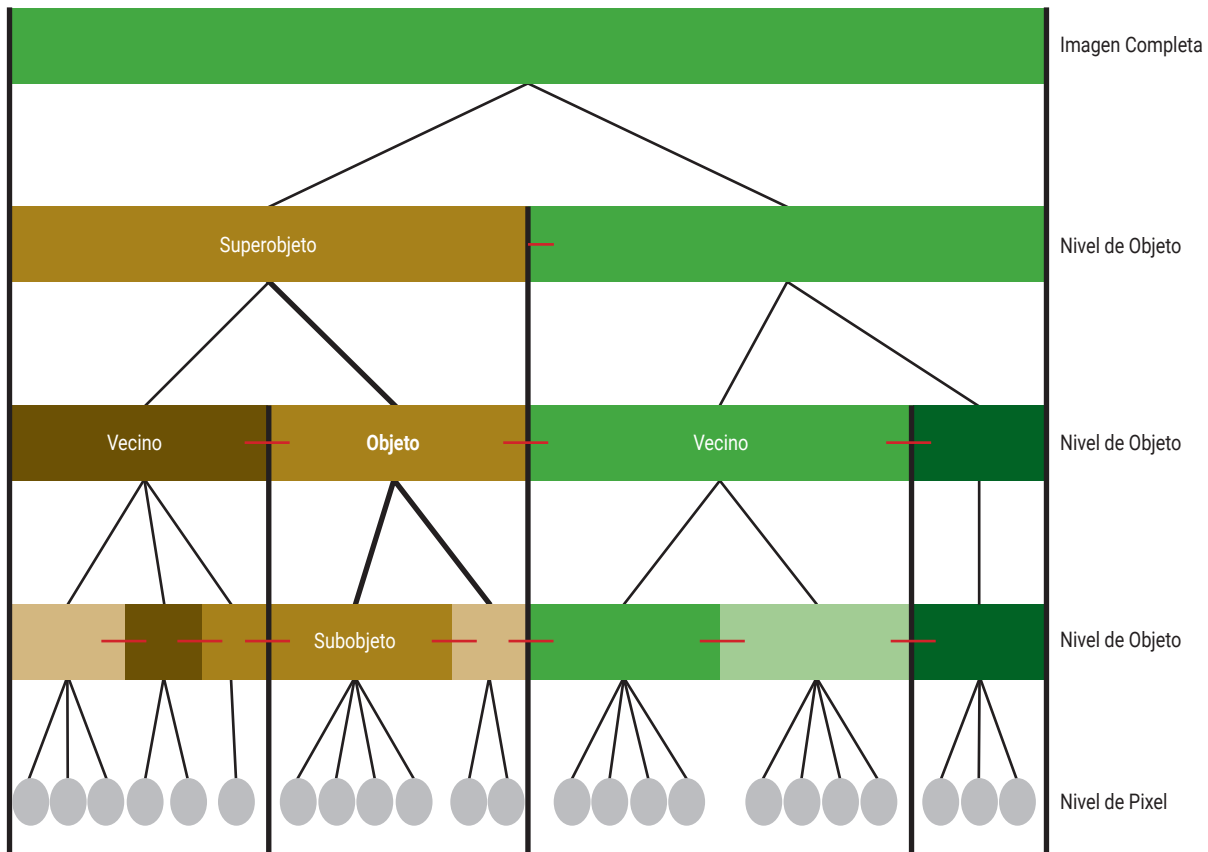 Imagen Completa
Superobjeto
Nivel de Objeto
Vecino
Objeto
Vecino
Nivel de Objeto
Subobjeto
Nivel de Objeto
Nivel de Pixel